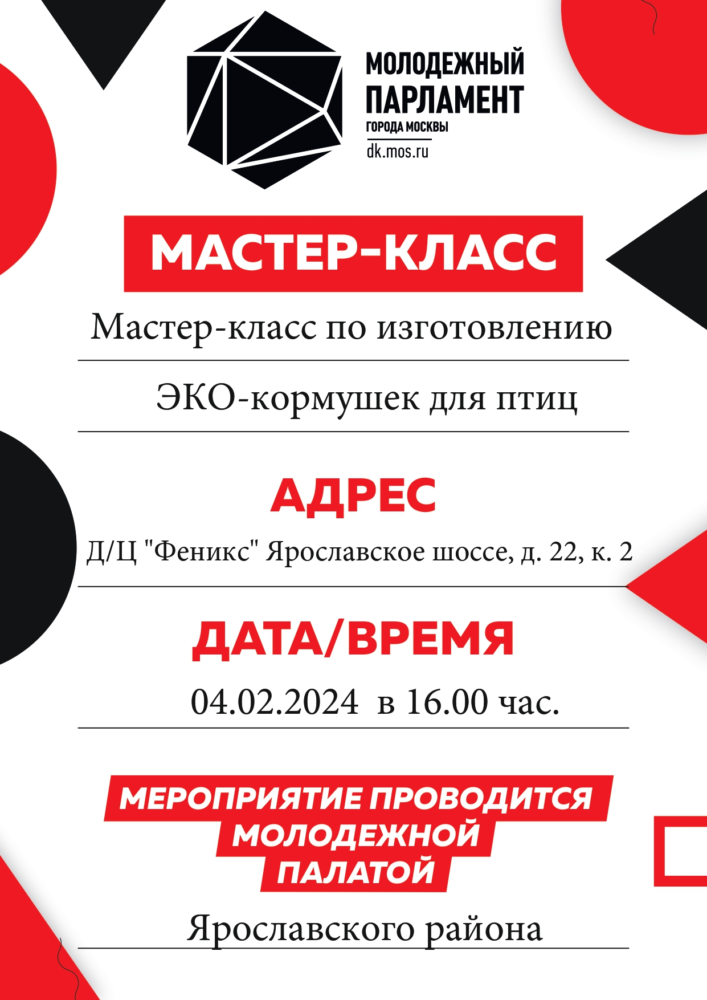 МОЛОДЕЖНЫЙ
ПАРЛАМЕНТ
ГОРОДА МОСКВЫ
dk.mos.ru
МАСТЕР-КЛАСС
Мастер-класс по изготовлению
ЭКО-кормушек для птиц
АДРЕС
Д/Ц "Феникс" Ярославское шоссе, д. 22, к. 2
ДАТА/ВРЕМЯ
04.02.2024 в 16.00 час.
МЕРОПРИЯТИЕ ПРОВОДИТСЯ
МОЛОДЕЖНОЙ
ПАЛАТОЙ
Ярославского района